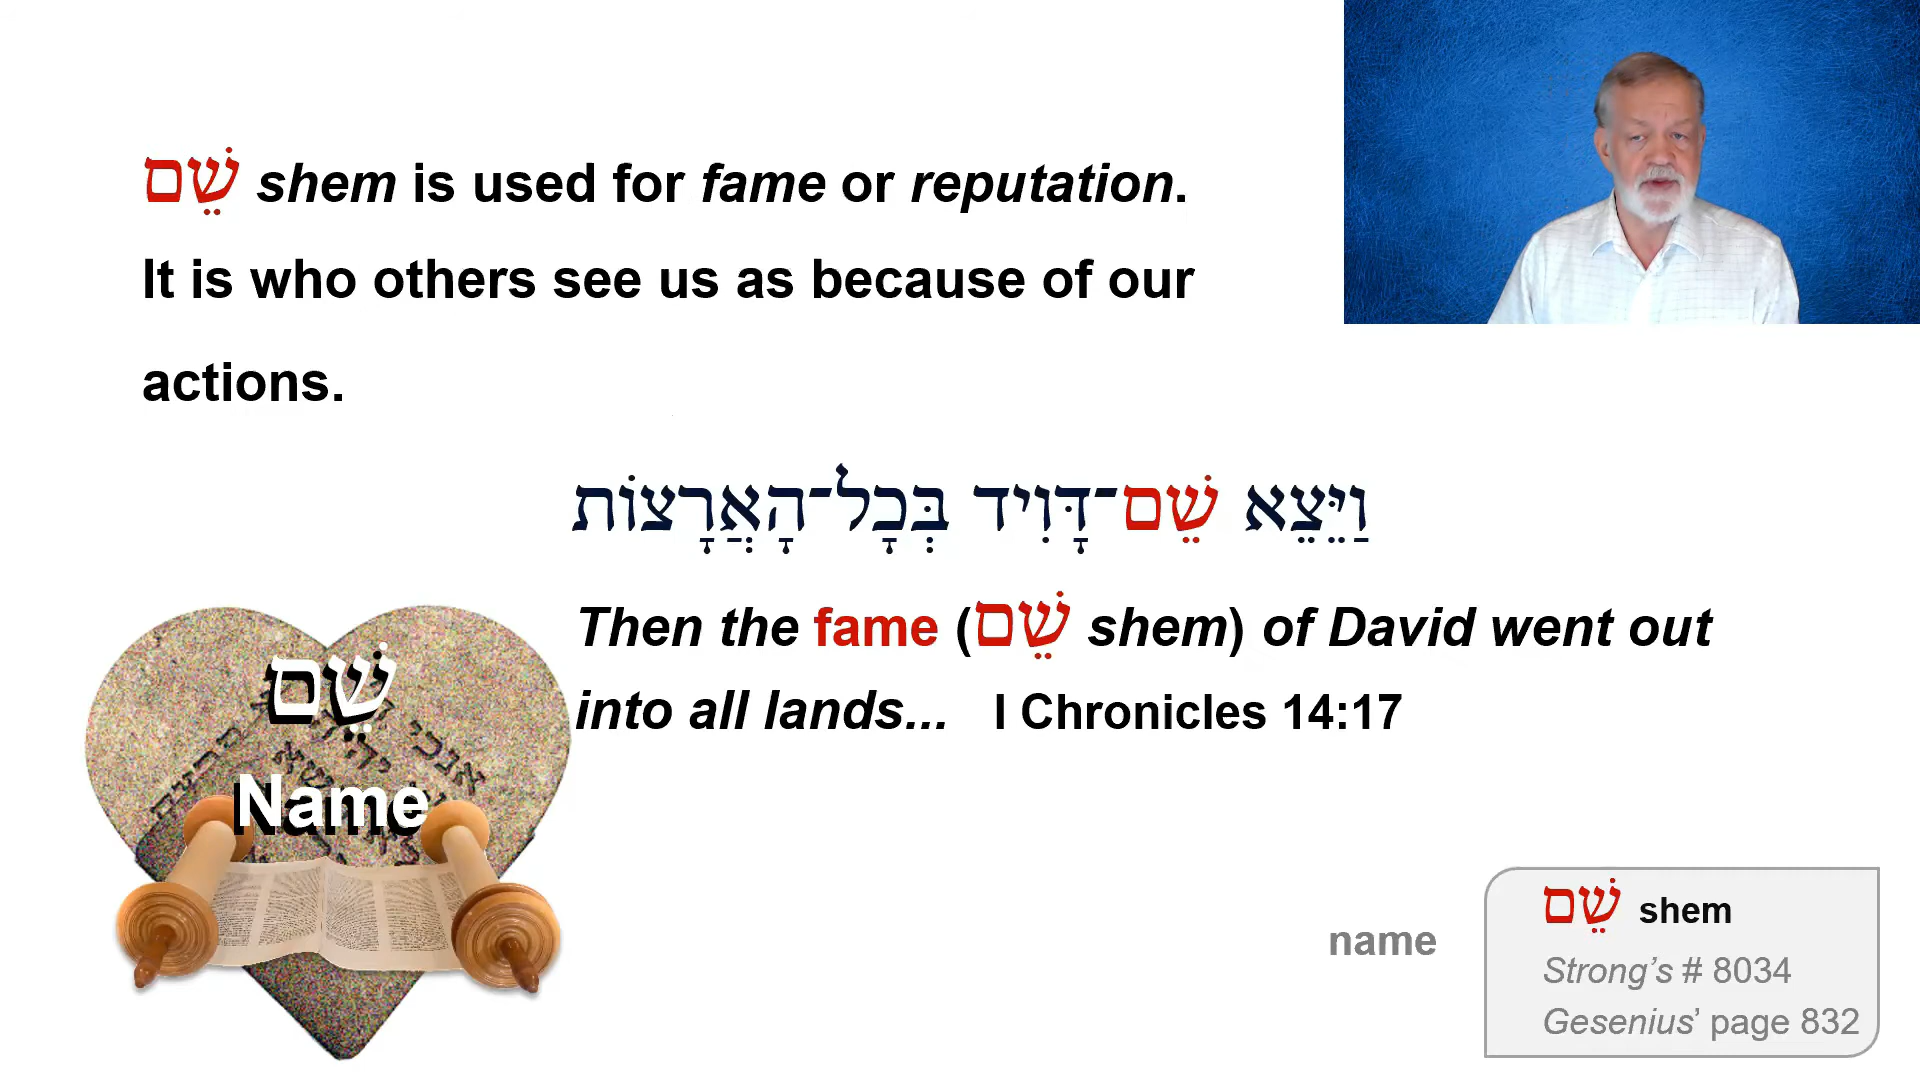 שֵׁם shem is used for fame or reputation.
It is who others see us as because of our
actions.
וַיֵּצֵא שֵׁם־דָּוִיד בְּכָל־הָאֲרָצוֹת
Then the fame (שֵׁם shem) of David went out
into all lands... I Chronicles 14:17
שֵׁם
אנכי
Name
name
שֵׁם shem
Strong’s # 8034
Gesenius’ page 832